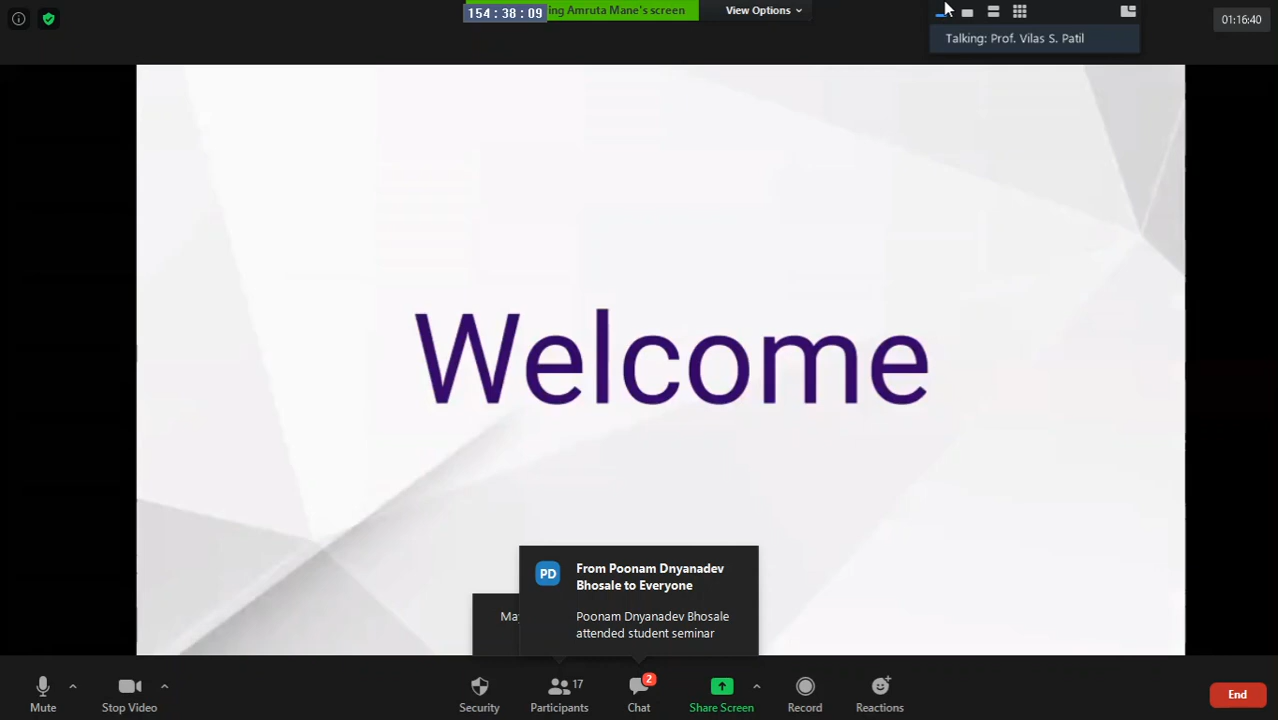 154:38:09
ing Amruta Mane's screen
View Options
01:16:40
Talking: Prof. Vilas S. Patil
Welcome
PD
From Poonam Dnyanadev
Bhosale to Everyone
Poonam Dnyanadev Bhosale
attended student seminar
May
Mute
Stop Video
Security
17
Participants
2
Chat
Share Screen
Record
Reactions
End